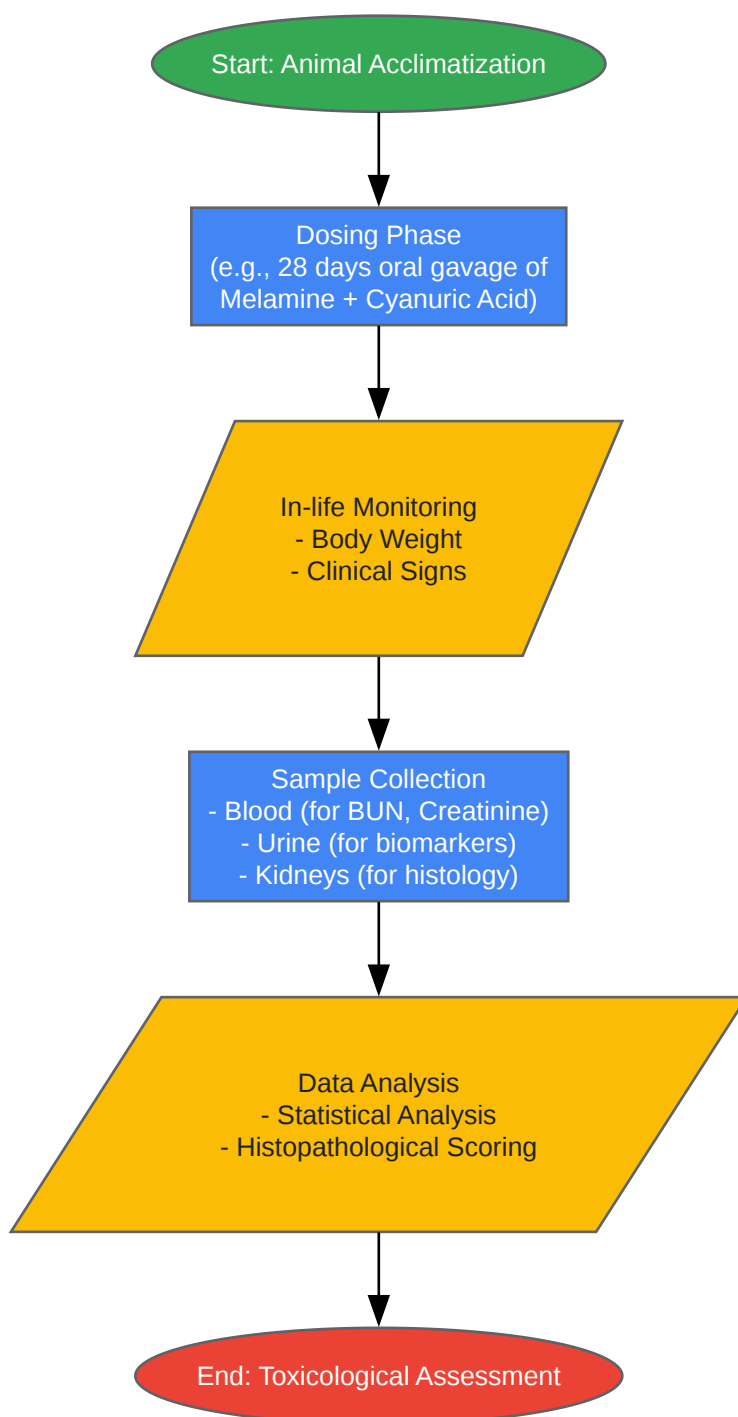 Start: Animal Acclimatization
Dosing Phase
(e.g., 28 days oral gavage of
Melamine + Cyanuric Acid)
In-life Monitoring
- Body Weight
- Clinical Signs
Sample Collection
- Blood (for BUN, Creatinine)
- Urine (for biomarkers)
- Kidneys (for histology)
Data Analysis
- Statistical Analysis
- Histopathological Scoring
End: Toxicological Assessment